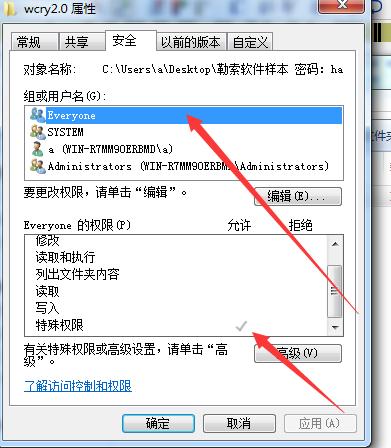 wcry2.0 属性
常规 共享 安全 以前的版本 自定义
对象名称: C:\Users\a\Desktop\勒索软件样本 密码: ha
组或用户名(G):
Everyone
SYSTEM
a (WIN-R7MM90ERBMD\a)
Administrators (WIN-R7MM90ERBMD\Administrators)
要更改权限，请单击“编辑”。
编辑(E)...
Everyone 的权限(P) 允许 拒绝
修改
读取和执行
列出文件夹内容
读取
写入
特殊权限
有关特殊权限或高级设置，请单击“高
级”。
高级(V)
了解访问控制和权限
确定 取消 应用(A)